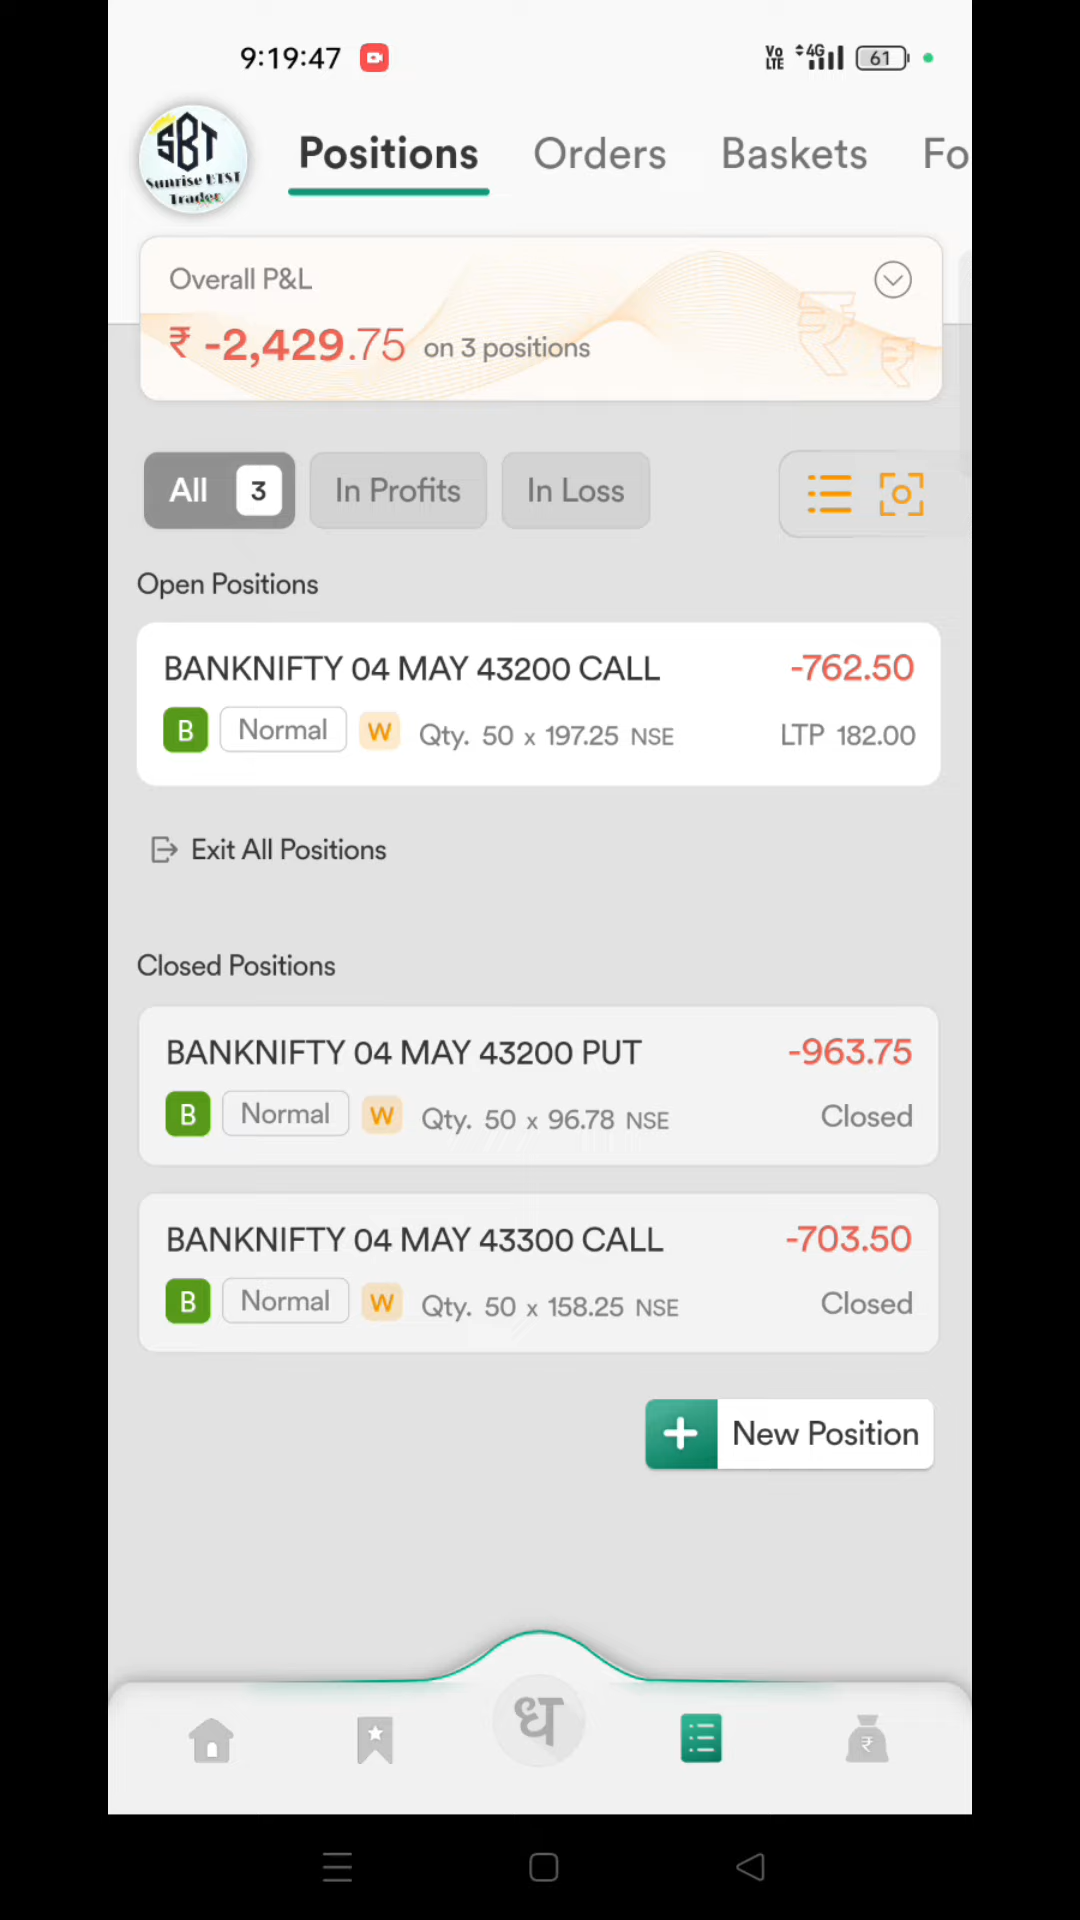 9:19:47
Vo LTE 4G 61
SBT
Sunrise BTST
Trader
Positions Orders Baskets Fo
Overall P&L
₹ -2,429.75 on 3 positions
All 3 In Profits In Loss
Open Positions
BANKNIFTY 04 MAY 43200 CALL -762.50
B Normal W Qty. 50 x 197.25 NSE LTP 182.00
Exit All Positions
Closed Positions
BANKNIFTY 04 MAY 43200 PUT -963.75
B Normal W Qty. 50 x 96.78 NSE Closed
BANKNIFTY 04 MAY 43300 CALL -703.50
B Normal W Qty. 50 x 158.25 NSE Closed
+ New Position
ध